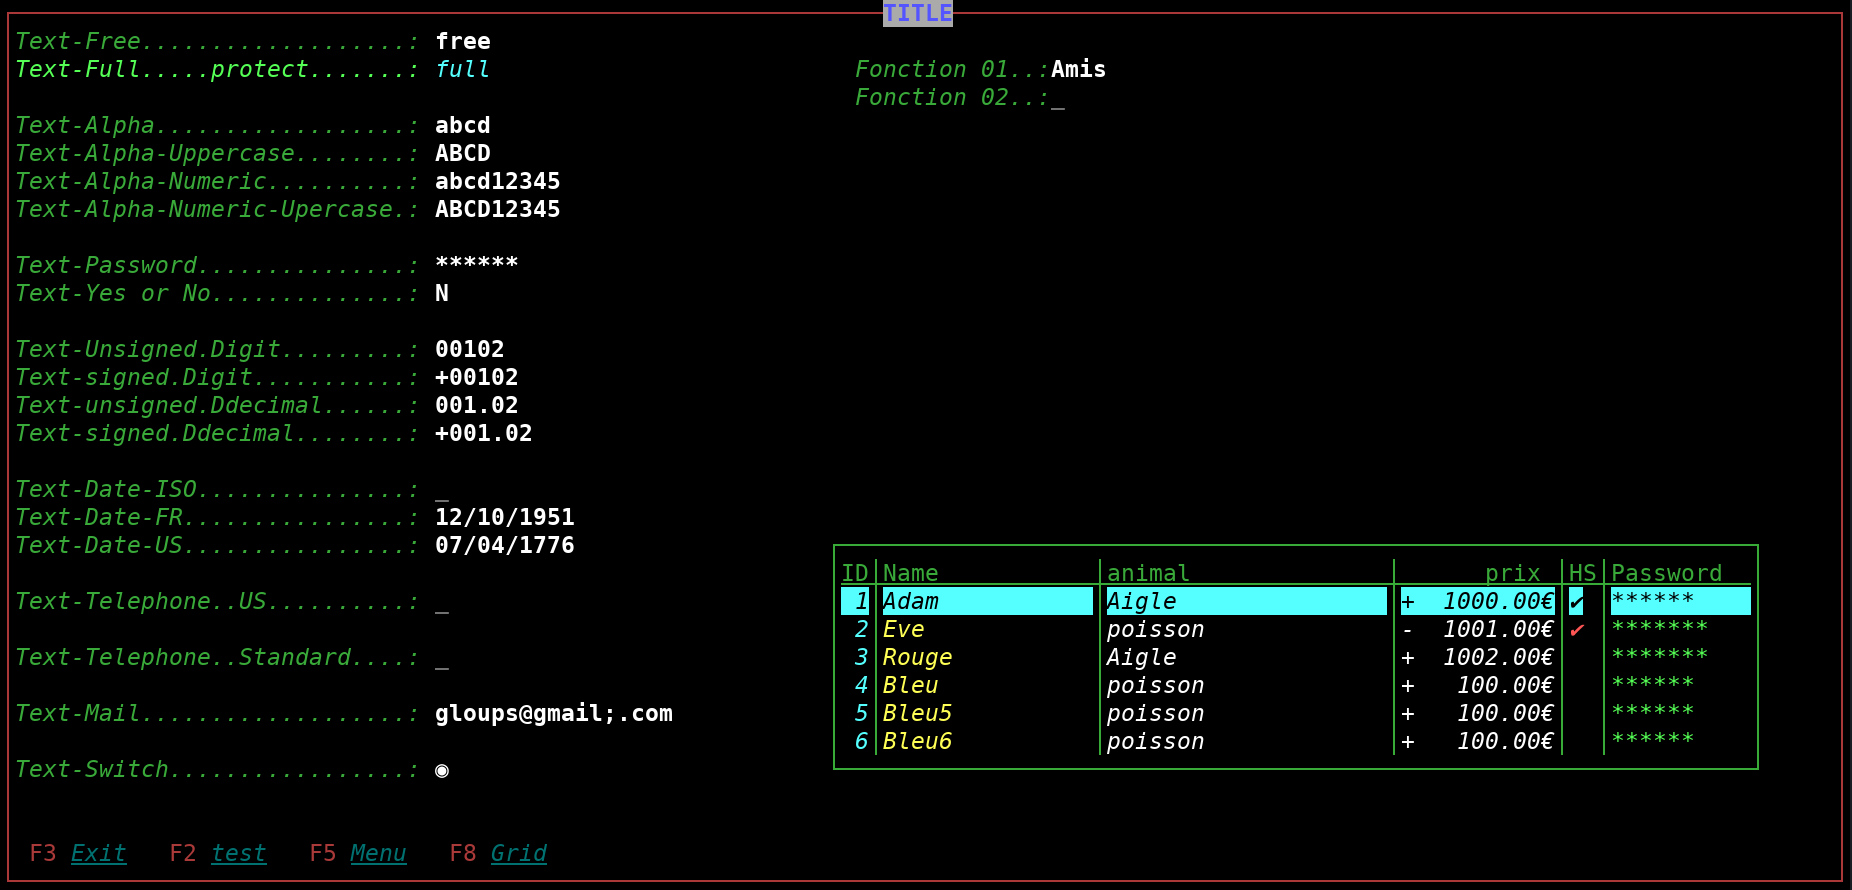 TITLE
Text-Free...................: free
Text-Full.....protect.......: full
Fonction 01..:Amis
Fonction 02..:_
Text-Alpha..................: abcd
Text-Alpha-Uppercase........: ABCD
Text-Alpha-Numeric..........: abcd12345
Text-Alpha-Numeric-Upercase.: ABCD12345
Text-Password...............: ******
Text-Yes or No..............: N
Text-Unsigned.Digit.........: 00102
Text-signed.Digit...........: +00102
Text-unsigned.Ddecimal......: 001.02
Text-signed.Ddecimal........: +001.02
Text-Date-ISO...............: _
Text-Date-FR................: 12/10/1951
Text-Date-US................: 07/04/1776
Text-Telephone..US..........: _
Text-Telephone..Standard....: _
Text-Mail...................: gloups@gmail;.com
Text-Switch.................: ◉
ID Name animal prix HS Password
1 Adam Aigle + 1000.00€ ✔ ******
2 Eve poisson - 1001.00€ ✔ *******
3 Rouge Aigle + 1002.00€ *******
4 Bleu poisson + 100.00€ ******
5 Bleu5 poisson + 100.00€ ******
6 Bleu6 poisson + 100.00€ ******
F3 Exit F2 test F5 Menu F8 Grid